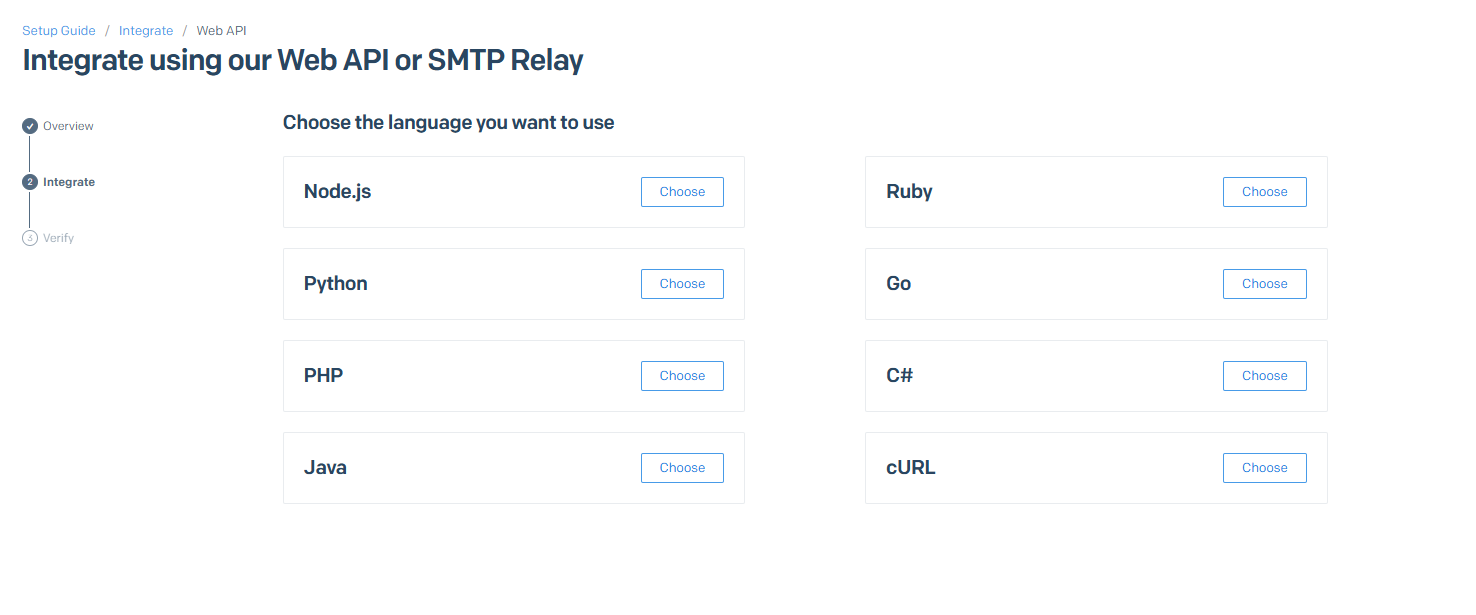 Setup Guide / Integrate / Web API
Integrate using our Web API or SMTP Relay
Overview
2 Integrate
3 Verify
Choose the language you want to use
Node.js Choose
Ruby Choose
Python Choose
Go Choose
PHP Choose
C# Choose
Java Choose
cURL Choose